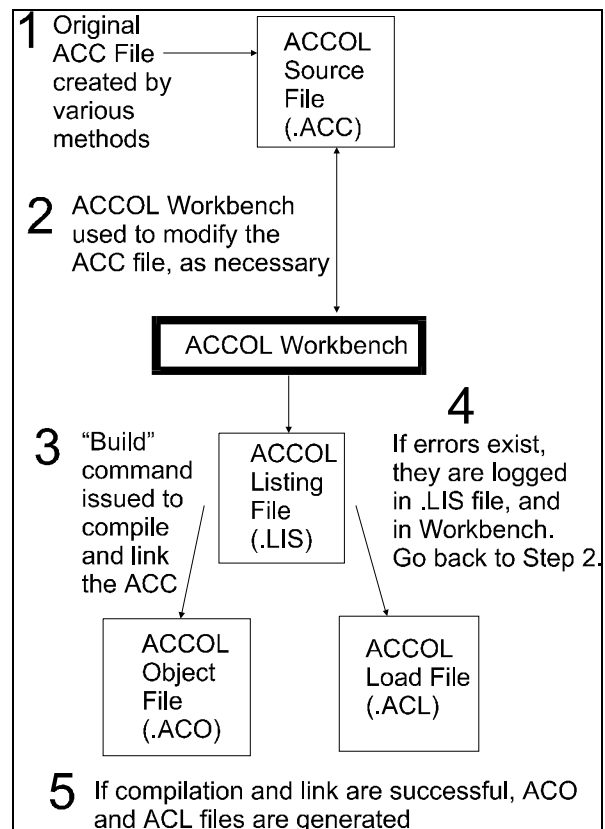 1 Original
ACC File
created by
various
methods
ACCOL
Source
File
(.ACC)
2 ACCOL Workbench
used to modify the
ACC file, as necessary
ACCOL Workbench
3 “Build”
command
issued to
compile
and link
the ACC
ACCOL
Listing
File
(.LIS)
4
If errors exist,
they are logged
in .LIS file, and
in Workbench.
Go back to Step 2.
ACCOL
Object
File
(.ACO)
ACCOL
Load File
(.ACL)
5 If compilation and link are successful, ACO
and ACL files are generated